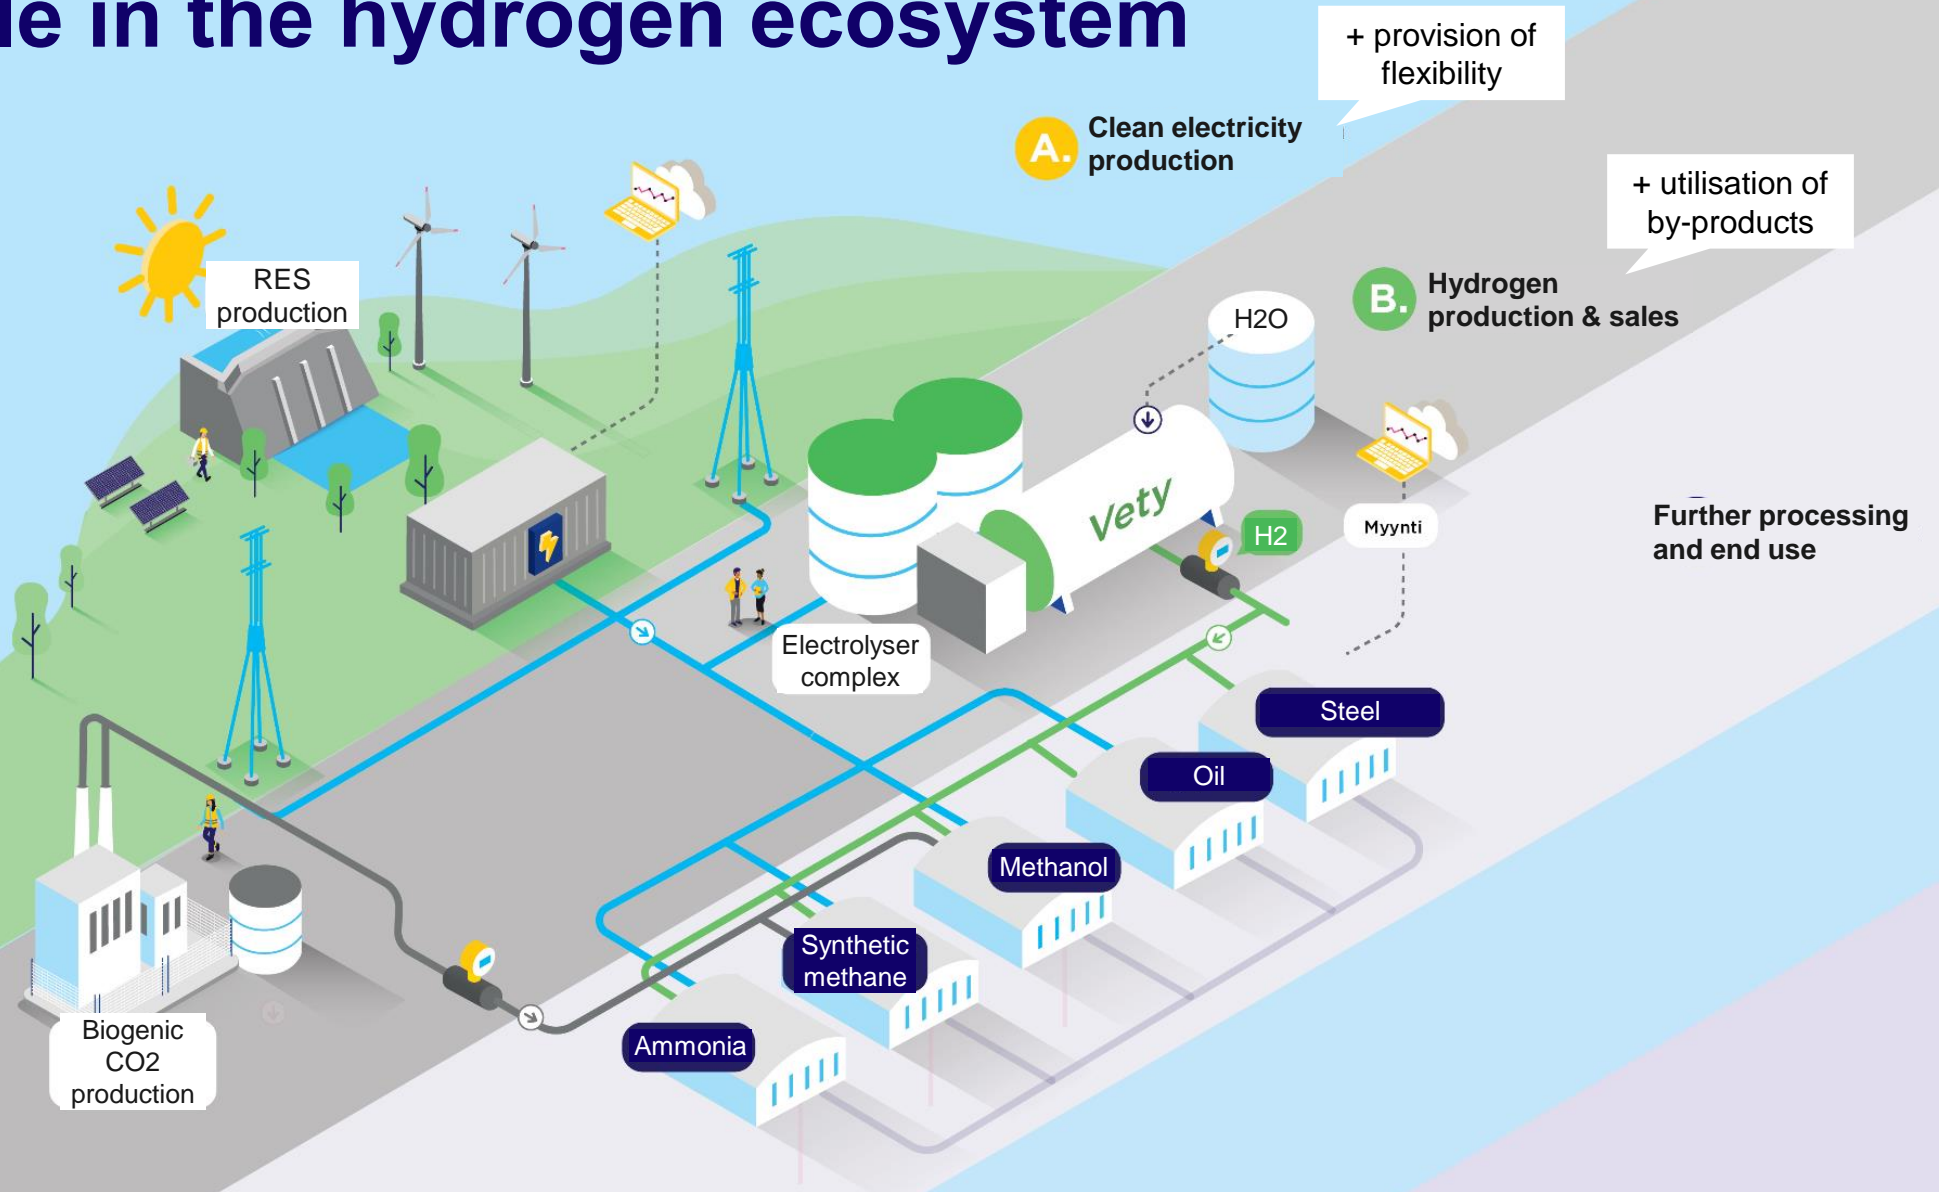 le in the hydrogen ecosystem
+ provision of
flexibility
A.
Clean electricity
production
+ utilisation of
by-products
B.
Hydrogen
production & sales
RES
production
H2O
Vety
H2
Myynti
Further processing
and end use
Electrolyser
complex
Steel
Oil
Methanol
Synthetic
methane
Ammonia
Biogenic
CO2
production